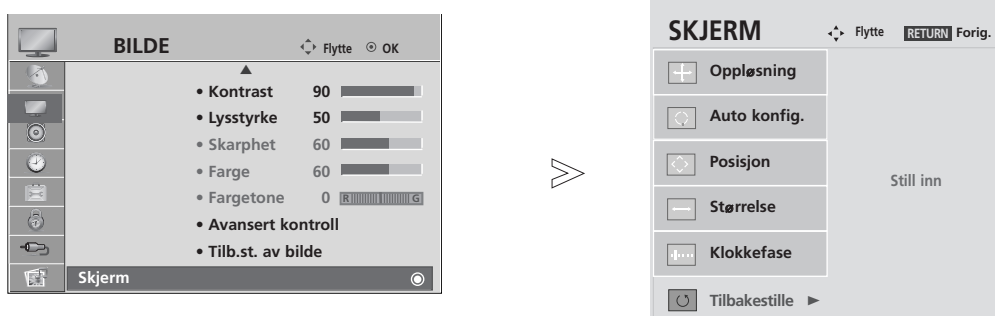 BILDE Flytte OK
• Kontrast 90
• Lysstyrke 50
• Skarphet 60
• Farge 60
• Fargetone 0 R G
• Avansert kontroll
• Tilb.st. av bilde
Skjerm
SKJERM Flytte RETURN Forig.
Oppløsning
Auto konfig.
Posisjon
Størrelse
Klokkefase
Tilbakestille ►
Still inn